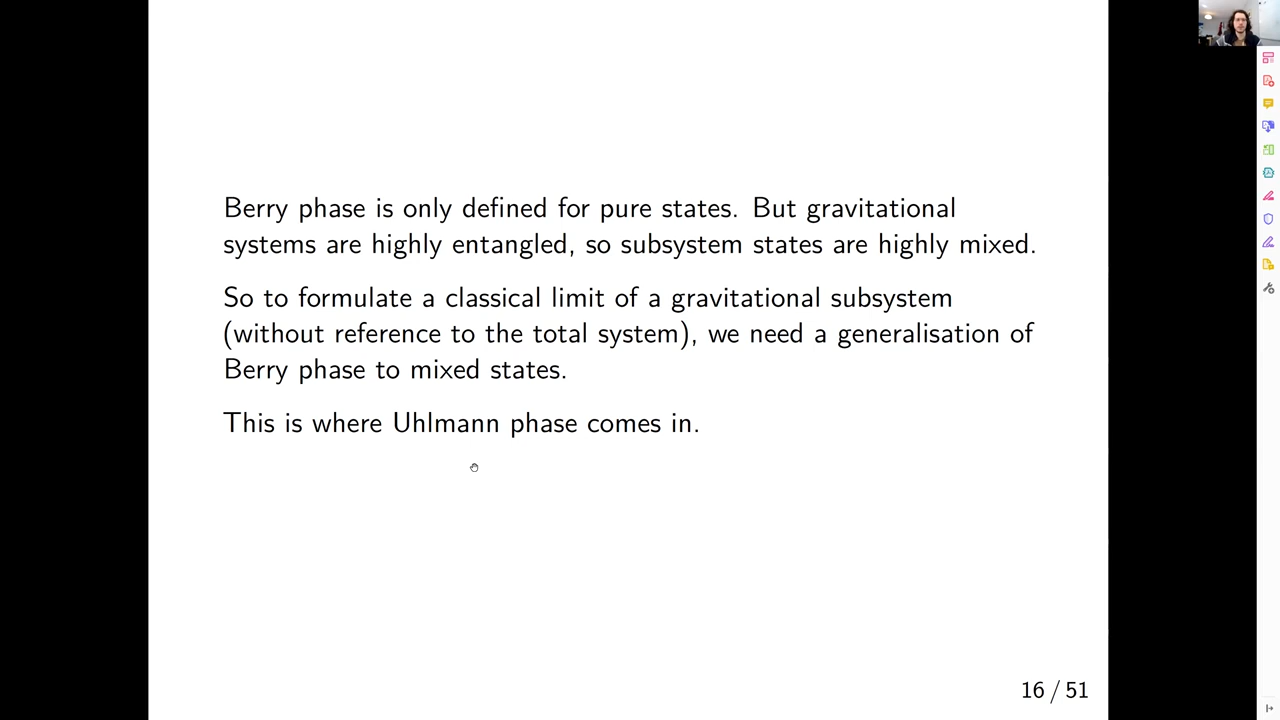 Berry phase is only defined for pure states. But gravitational
systems are highly entangled, so subsystem states are highly mixed.
So to formulate a classical limit of a gravitational subsystem
(without reference to the total system), we need a generalisation of
Berry phase to mixed states.
This is where Uhlmann phase comes in.
16 / 51